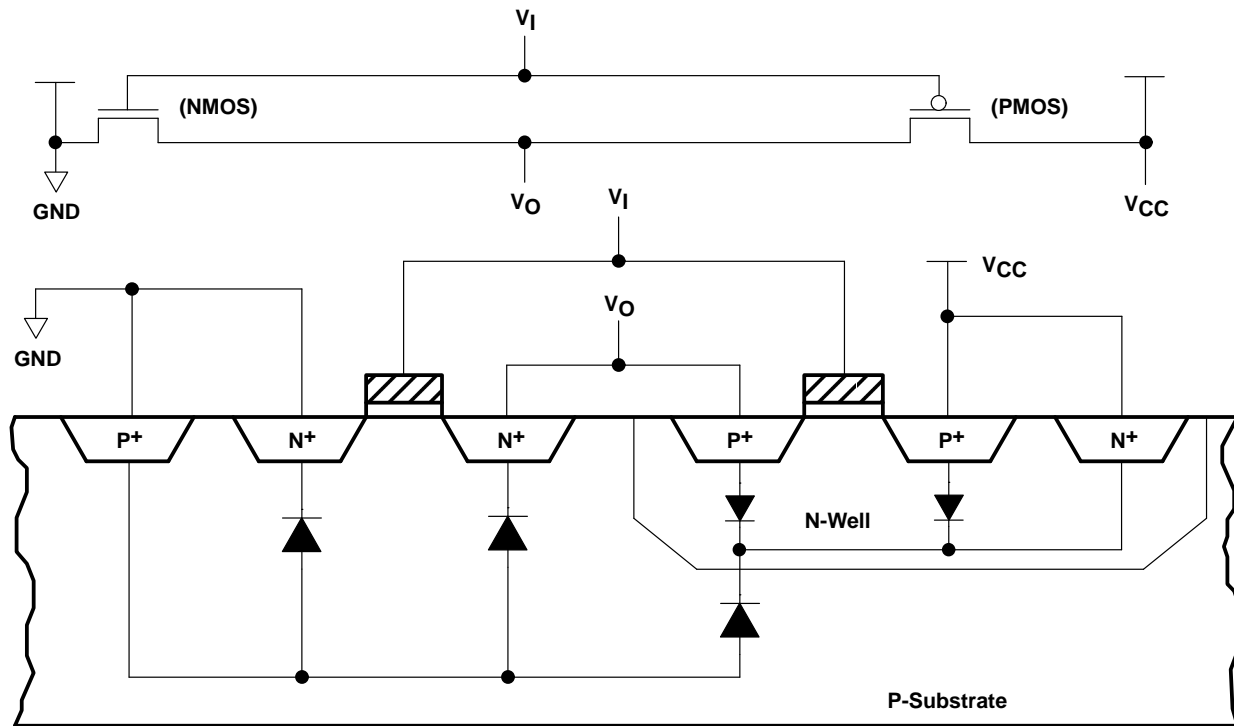 VI
(NMOS)
(PMOS)
GND
VO
VCC
VI
VCC
VO
GND
P+
N+
N+
P+
P+
N+
N-Well
P-Substrate